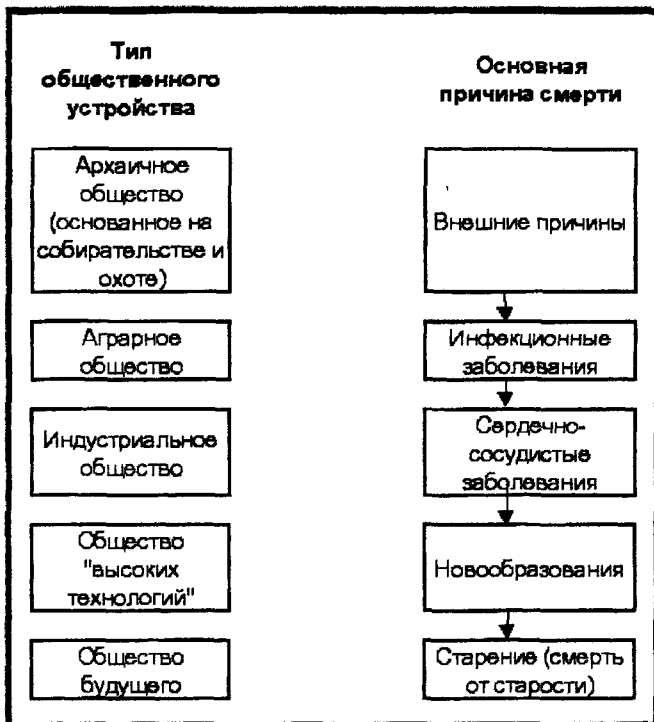 Тип
общественного
устройства
Основная
причина смерти
Архаичное
общество
(основанное на
собирательстве и
охоте)
Внешние причины
Аграрное
общество
Инфекционные
заболевания
Индустриальное
общество
Сердечно-
сосудистые
заболевания
Общество
"высоких
технологий"
Новообразования
Общество
будущего
Старение (смерть
от старости)